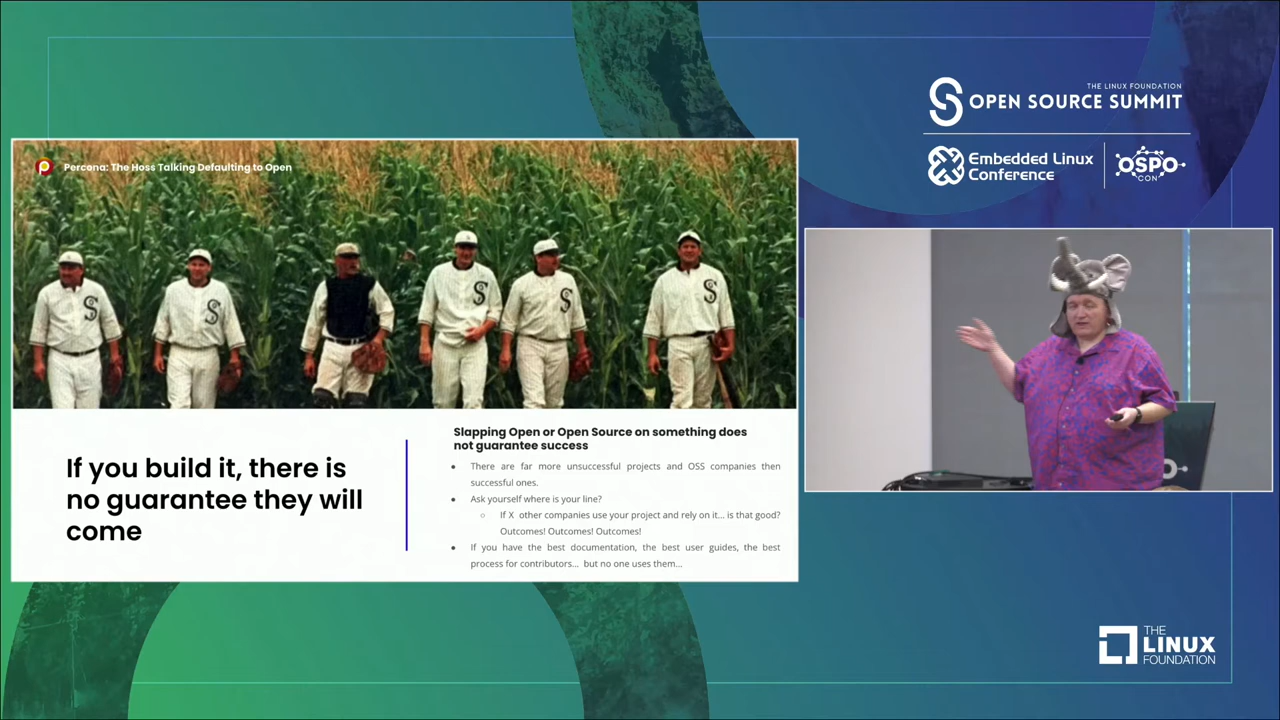 THE LINUX FOUNDATION
OPEN SOURCE SUMMIT
Embedded Linux
Conference
OSPO
CON
Percona: The Hoss Talking Defaulting to Open
S
S
S
S
S
If you build it, there is
no guarantee they will
come
Slapping Open or Open Source on something does
not guarantee success
• There are far more unsuccessful projects and OSS companies then
successful ones.
• Ask yourself where is your line?
○ If X other companies use your project and rely on it... is that good?
Outcomes! Outcomes! Outcomes!
• If you have the best documentation, the best user guides, the best
process for contributors... but no one uses them...
THE
LINUX
FOUNDATION